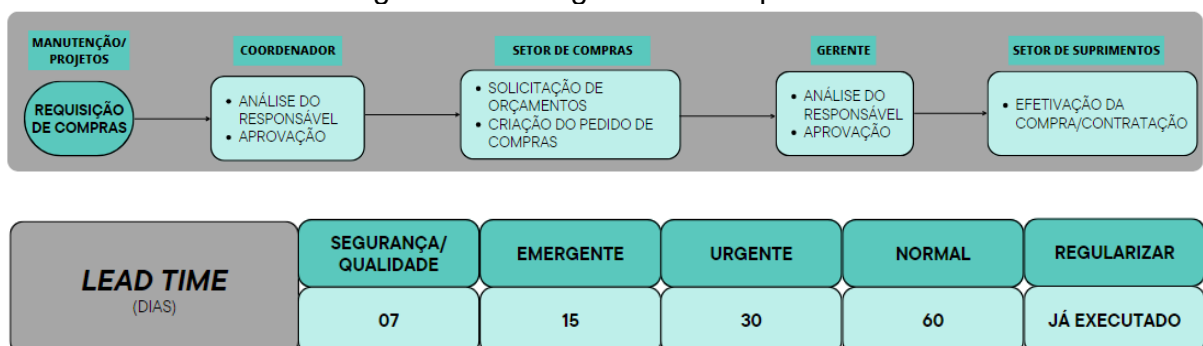 MANUTENÇÃO/
PROJETOS
REQUISIÇÃO
DE COMPRAS
COORDENADOR
• ANÁLISE DO
RESPONSÁVEL
• APROVAÇÃO
SETOR DE COMPRAS
• SOLICITAÇÃO DE
ORÇAMENTOS
• CRIAÇÃO DO PEDIDO DE
COMPRAS
GERENTE
• ANÁLISE DO
RESPONSÁVEL
• APROVAÇÃO
SETOR DE SUPRIMENTOS
• EFETIVAÇÃO DA
COMPRA/CONTRATAÇÃO
LEAD TIME
(DIAS)
SEGURANÇA/
QUALIDADE
EMERGENTE
URGENTE
NORMAL
REGULARIZAR
07
15
30
60
JÁ EXECUTADO